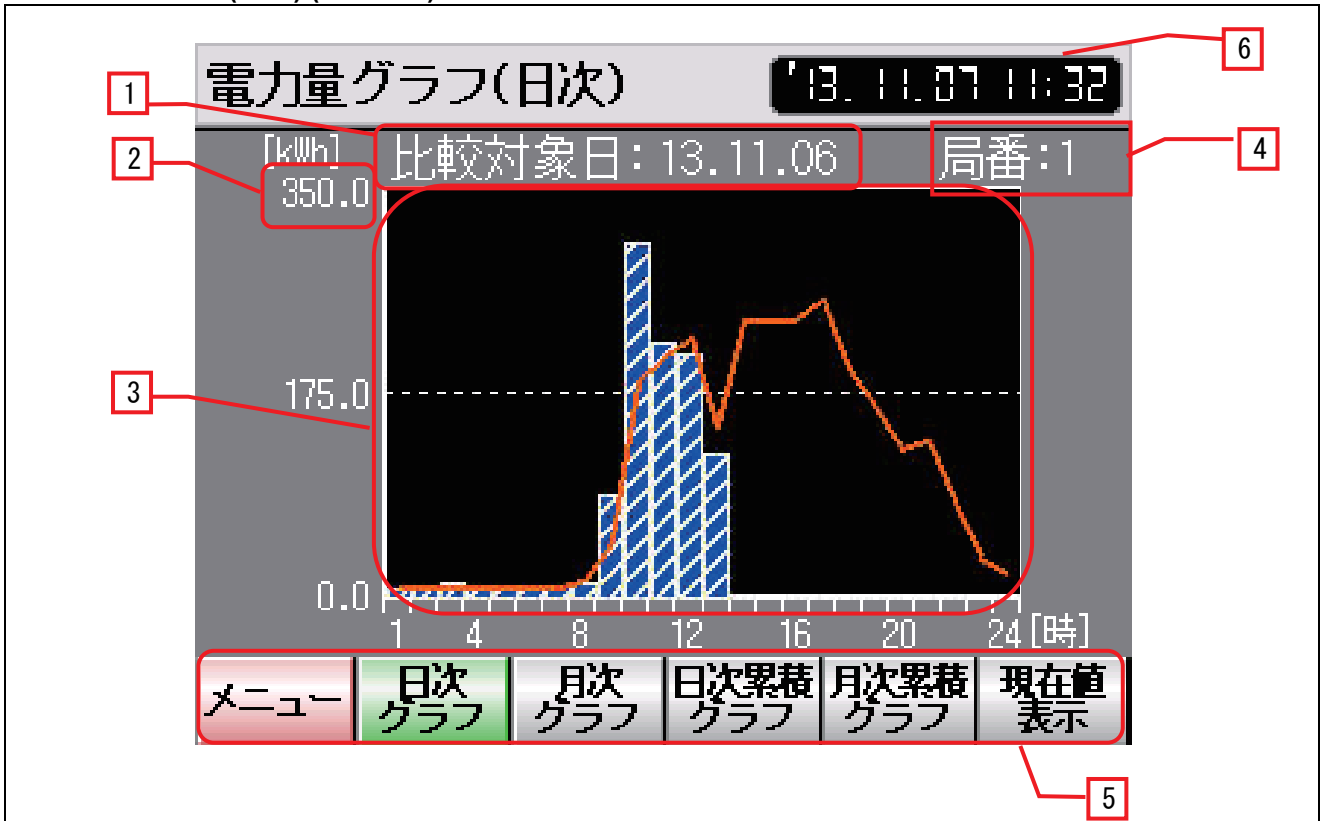 6
電力量グラフ(日次)
'13. 11.07 11:32
1
[kWh]
比較対象日:13.11.06
局番:1
4
2
350.0
3
175.0
0.0
1 4 8 12 16 20 24 [時]
メニュー
日次
グラフ
月次
グラフ
日次累積
グラフ
月次累積
グラフ
現在値
表示
5